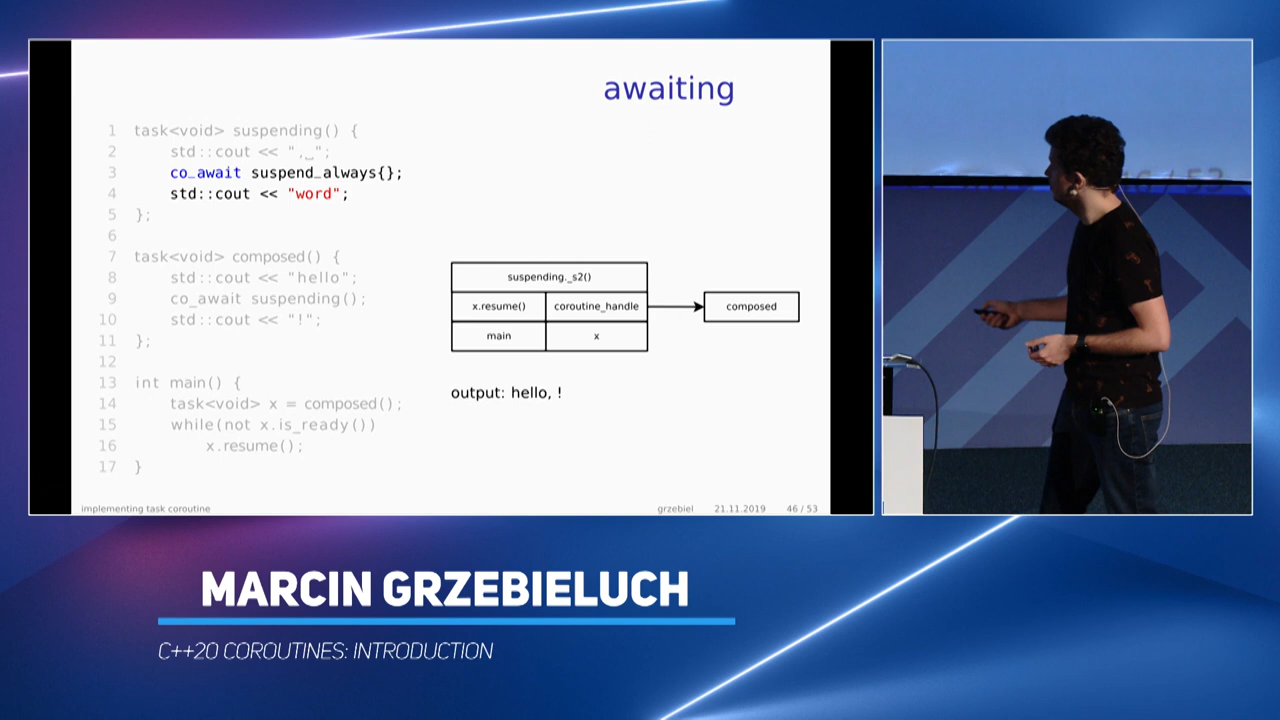 awaiting
1 task<void> suspending() {
2 std::cout << ",␣";
3 co_await suspend_always{};
4 std::cout << "word";
5 };
6
7 task<void> composed() {
8 std::cout << "hello";
9 co_await suspending();
10 std::cout << "!";
11 };
12
13 int main() {
14 task<void> x = composed();
15 while(not x.is_ready())
16 x.resume();
17 }
suspending._s2()
x.resume() coroutine_handle composed
main x
output: hello, !
implementing task coroutine grzebiel 21.11.2019 46 / 53
46 / 53
MARCIN GRZEBIELUCH
C++20 COROUTINES: INTRODUCTION